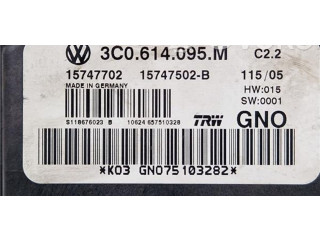 3C0.614.095.M C2.2
15747702 15747502-B 115/05
MADE IN GERMANY HW:015
SW:0001
S118676023 B 10624 657510328 TRW GNO
*K03 GNO75103282*